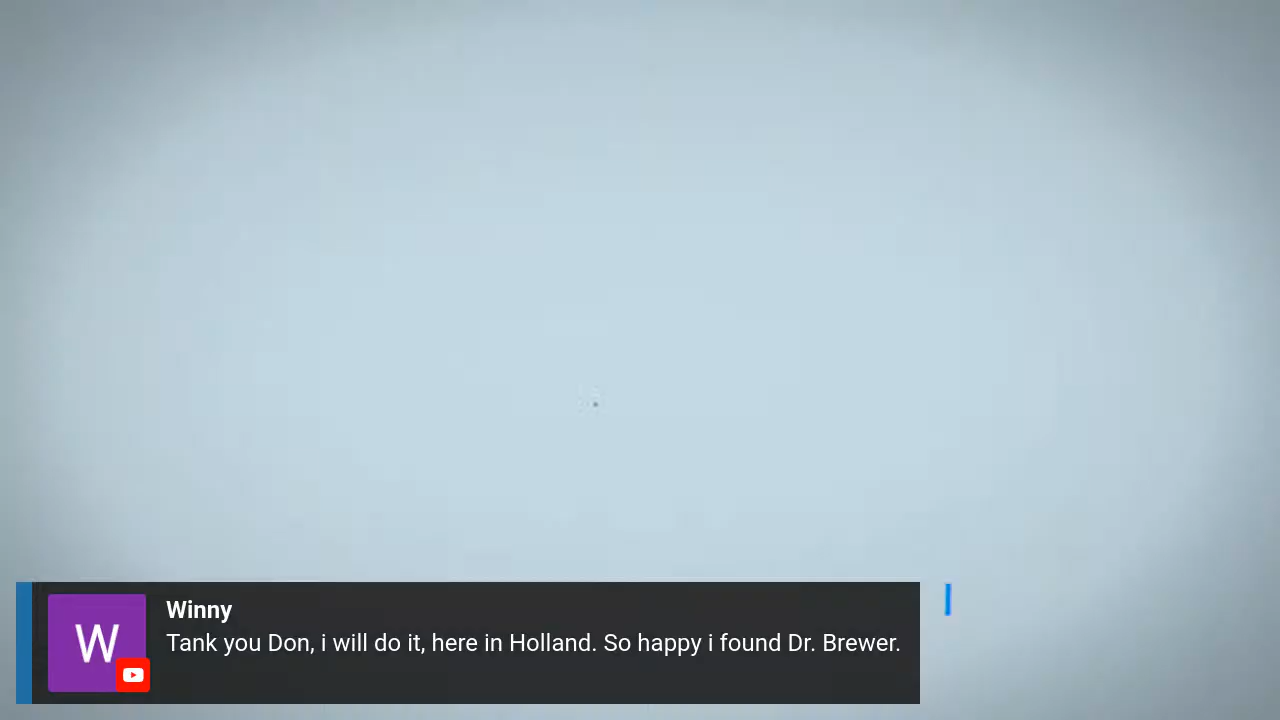 W
Winny
Tank you Don, i will do it, here in Holland. So happy i found Dr. Brewer.